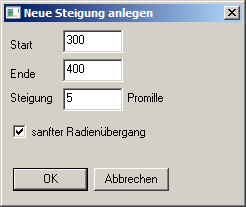 Neue Steigung anlegen
Start 300
Ende 400
Steigung 5 Promille
sanfter Radienübergang
OK Abbrechen